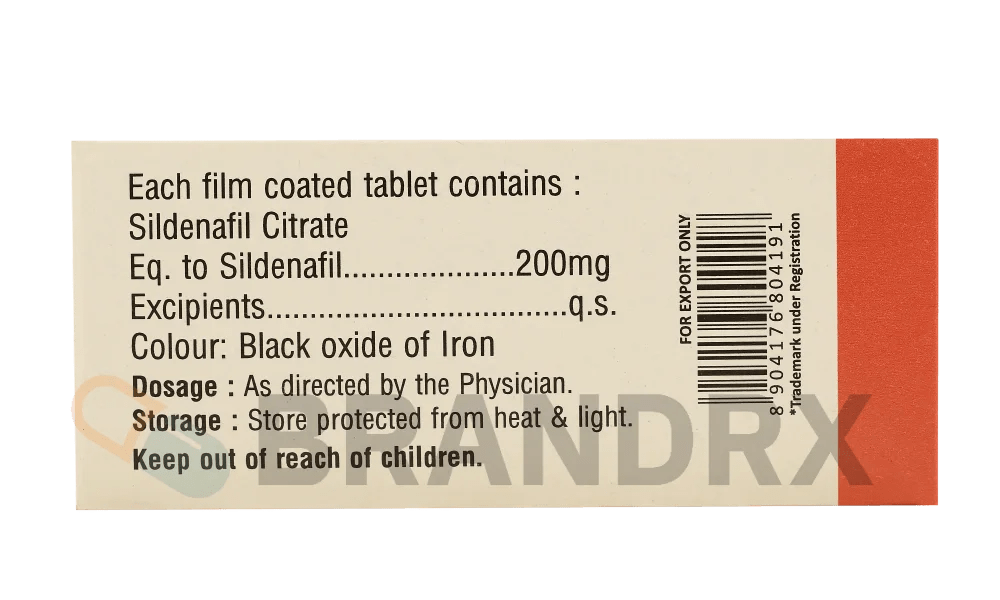 Each film coated tablet contains :
Sildenafil Citrate
Eq. to Sildenafil....................200mg
Excipients...................................q.s.
Colour: Black oxide of Iron
Dosage : As directed by the Physician.
Storage : Store protected from heat & light.
Keep out of reach of children.
FOR EXPORT ONLY
8 904176 804191
*Trademark under Registration
BRANDRX